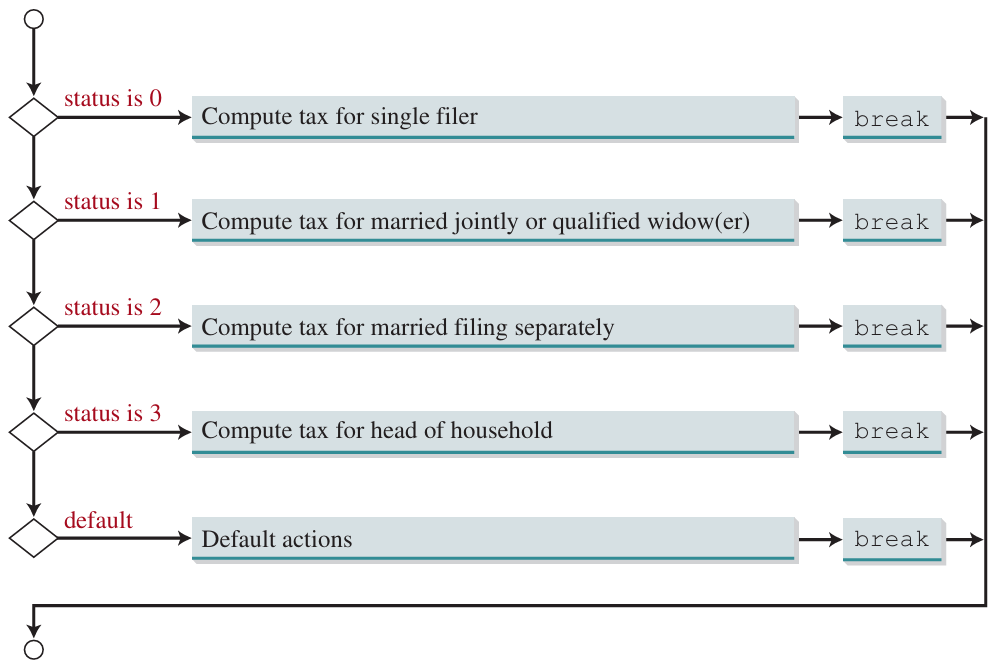 status is 0
Compute tax for single filer
break
status is 1
Compute tax for married jointly or qualified widow(er)
break
status is 2
Compute tax for married filing separately
break
status is 3
Compute tax for head of household
break
default
Default actions
break